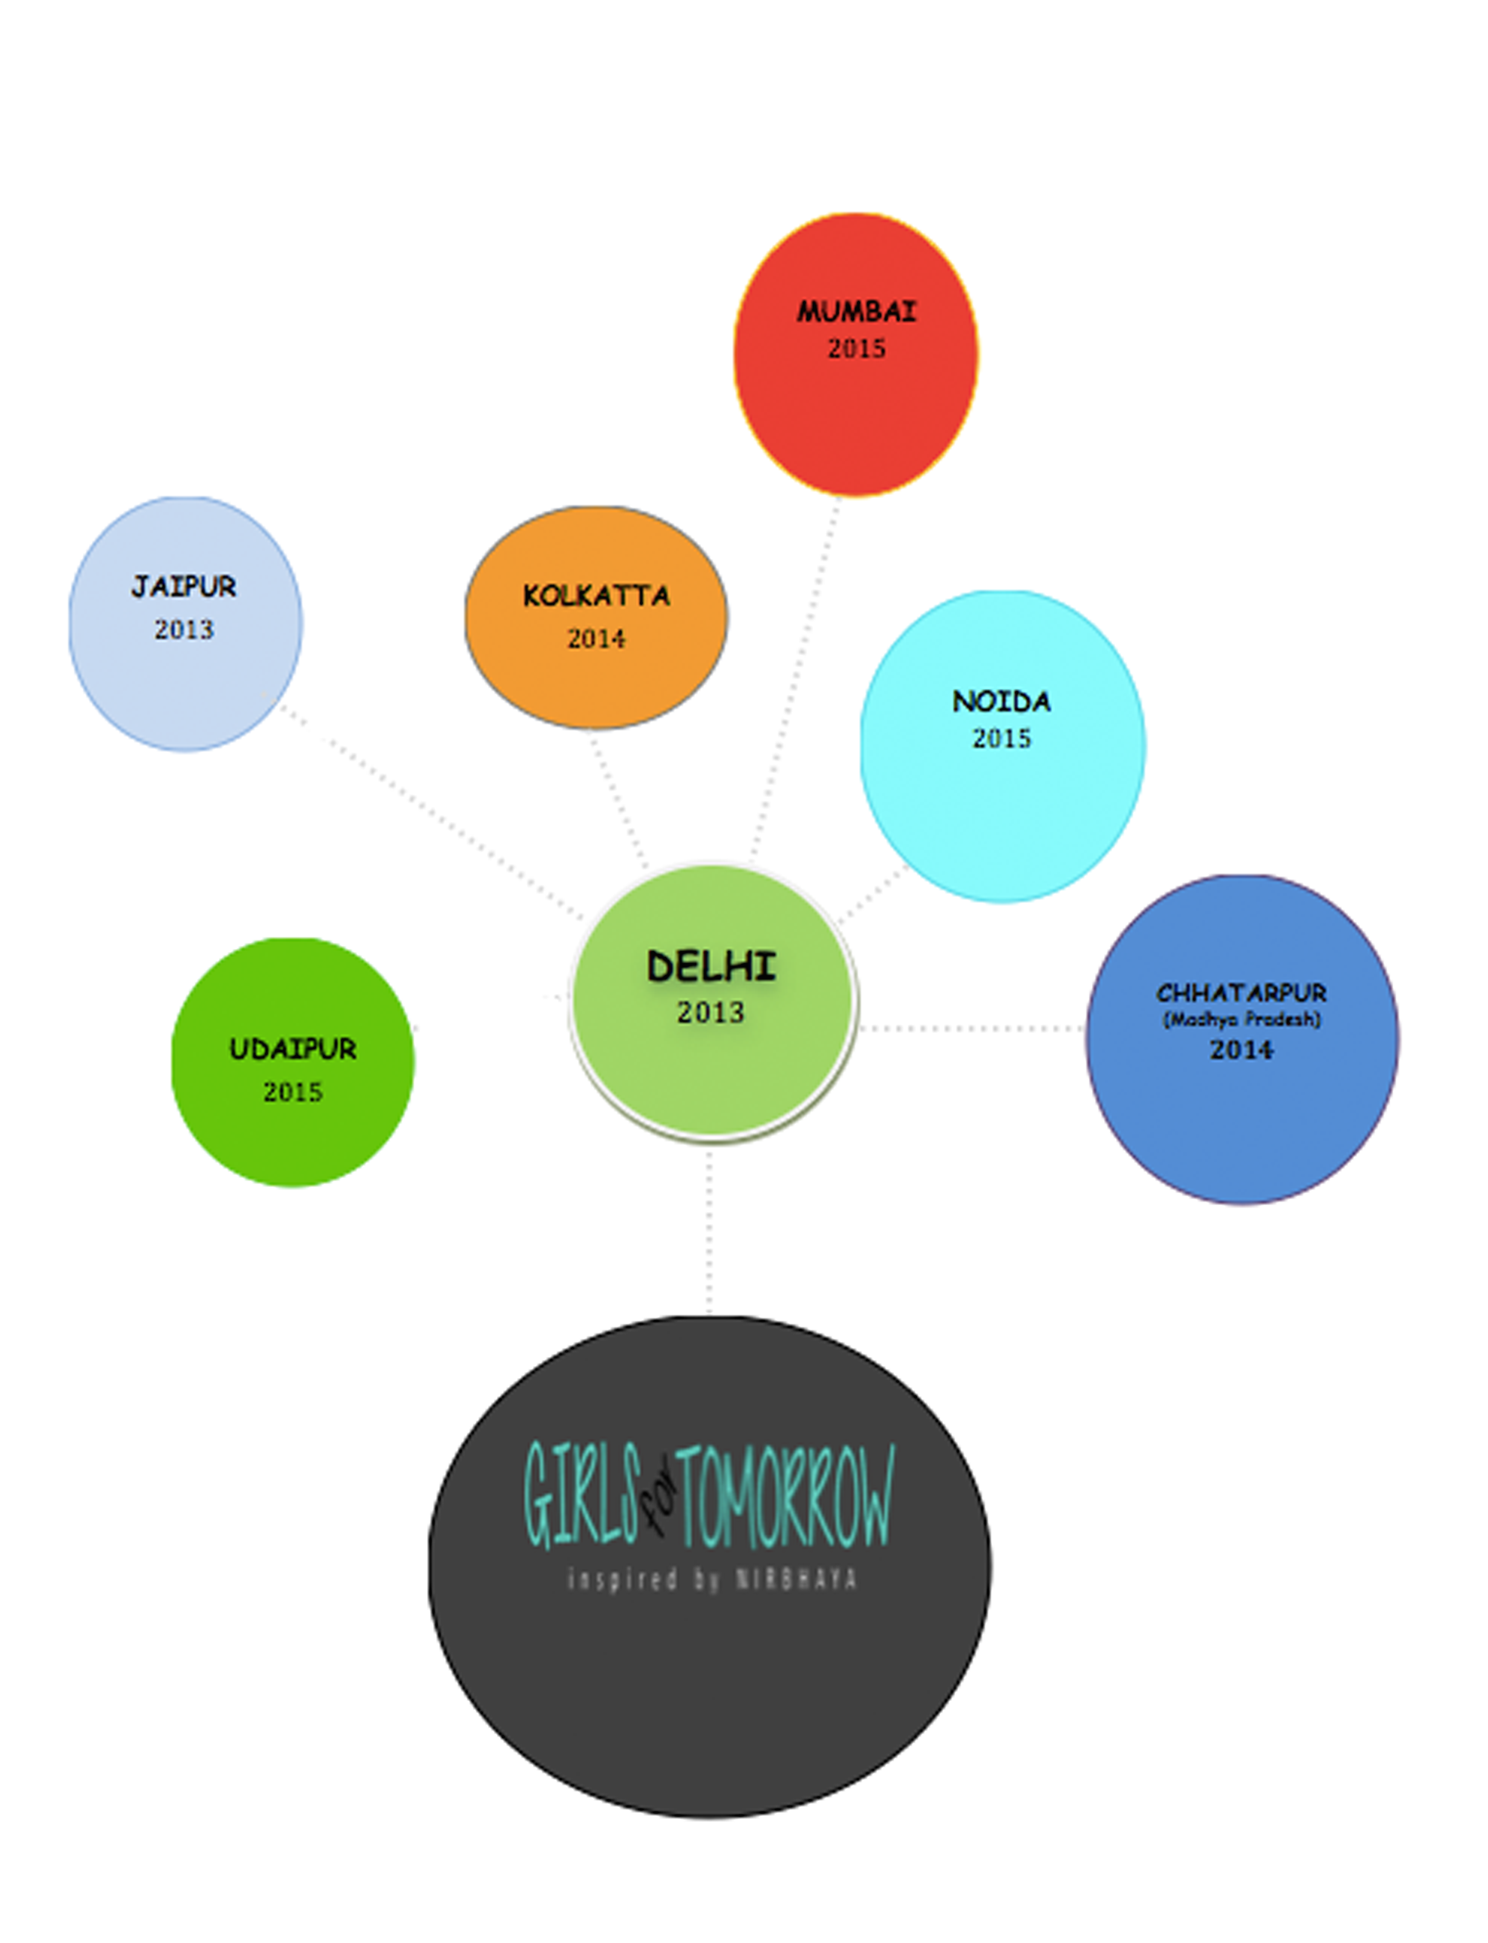 MUMBAI
2015
JAIPUR
2013
KOLKATTA
2014
NOIDA
2015
DELHI
2013
CHHATARPUR
(Madhya Pradesh)
2014
UDAIPUR
2015
GIRLS for TOMORROW
inspired by NIRBHAYA